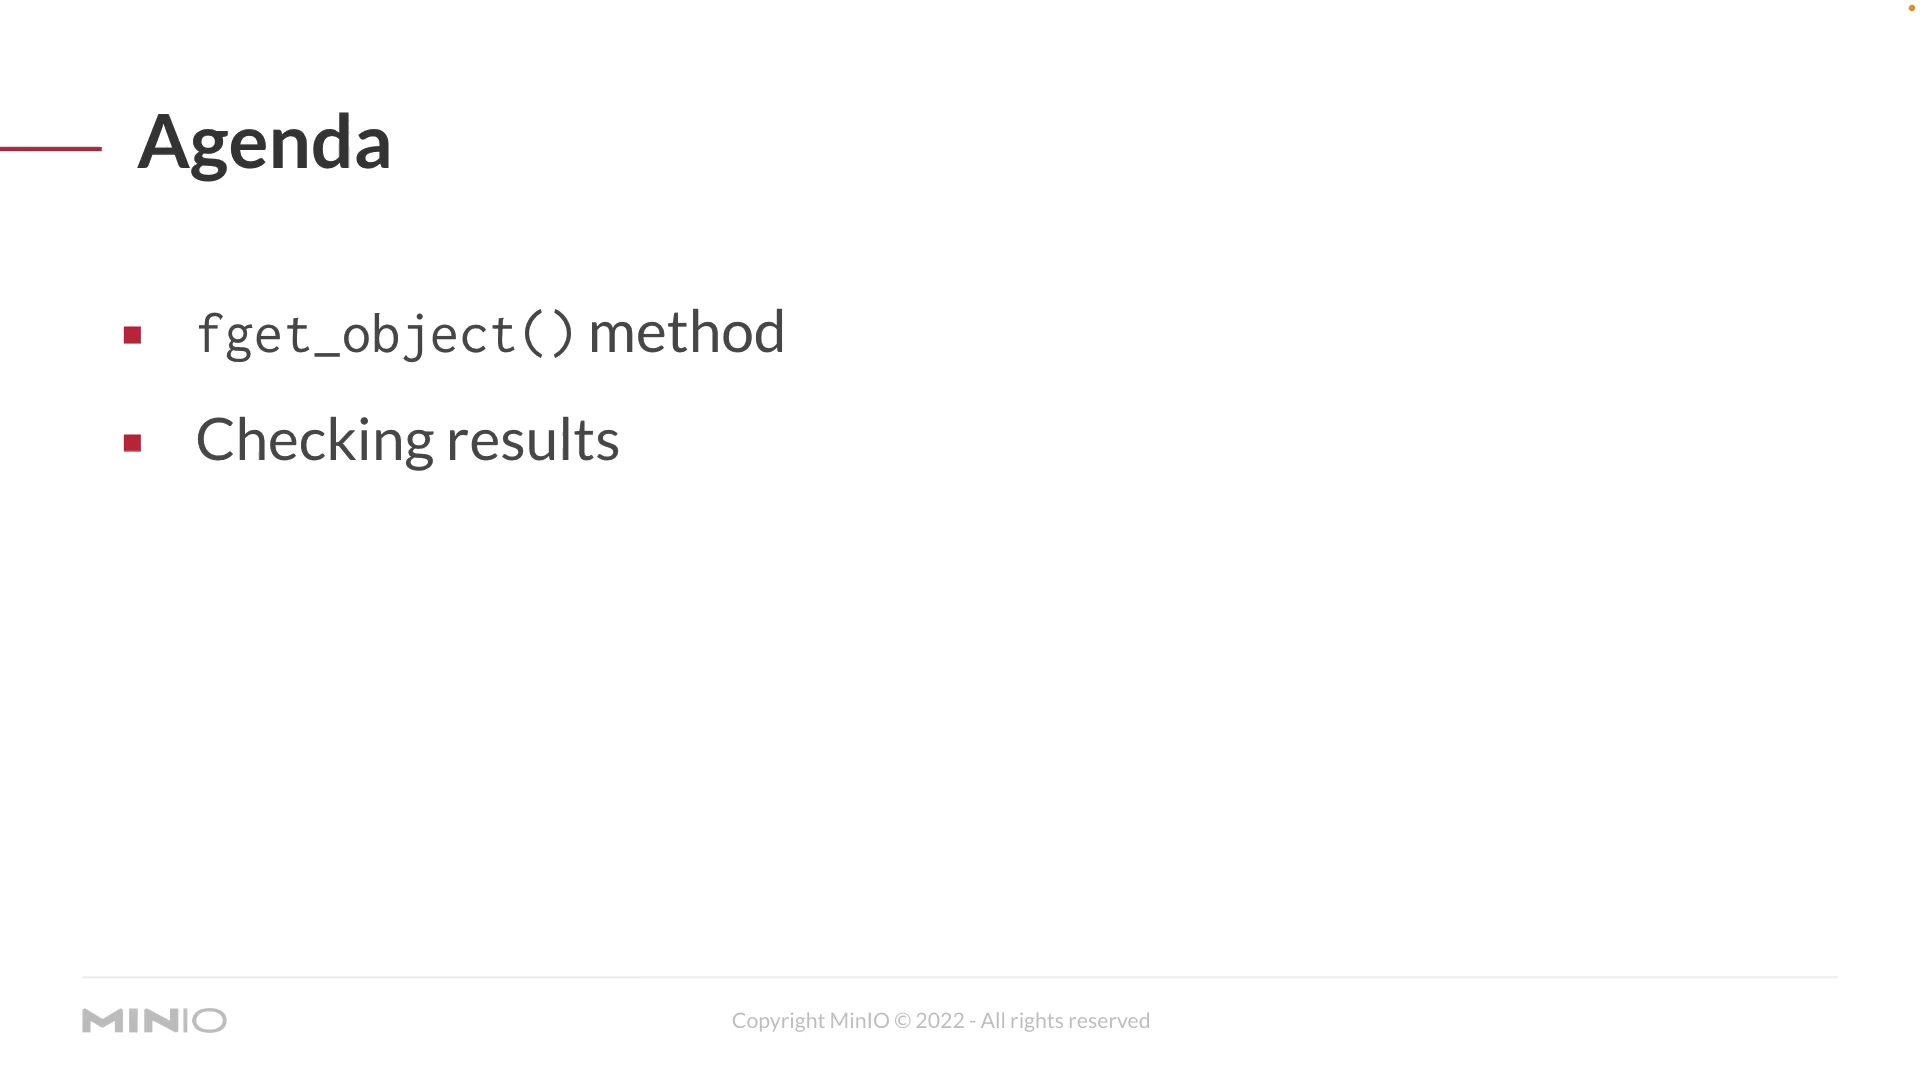 Agenda
fget_object() method
Checking results
MINIO
Copyright MinIO © 2022 - All rights reserved